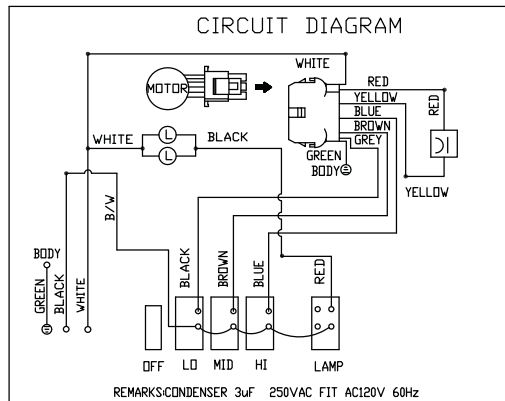 CIRCUIT DIAGRAM
WHITE
RED
MOTOR
YELLOW
BLUE
RED
BROWN
WHITE
L
BLACK
GREY
L
GREEN
BODY
YELLOW
B/W
BODY
BLACK
BROWN
BLUE
RED
GREEN
BLACK
WHITE
OFF
LO
MID
HI
LAMP
REMARKS:CONDENSER 3uF 250VAC FIT AC120V 60Hz